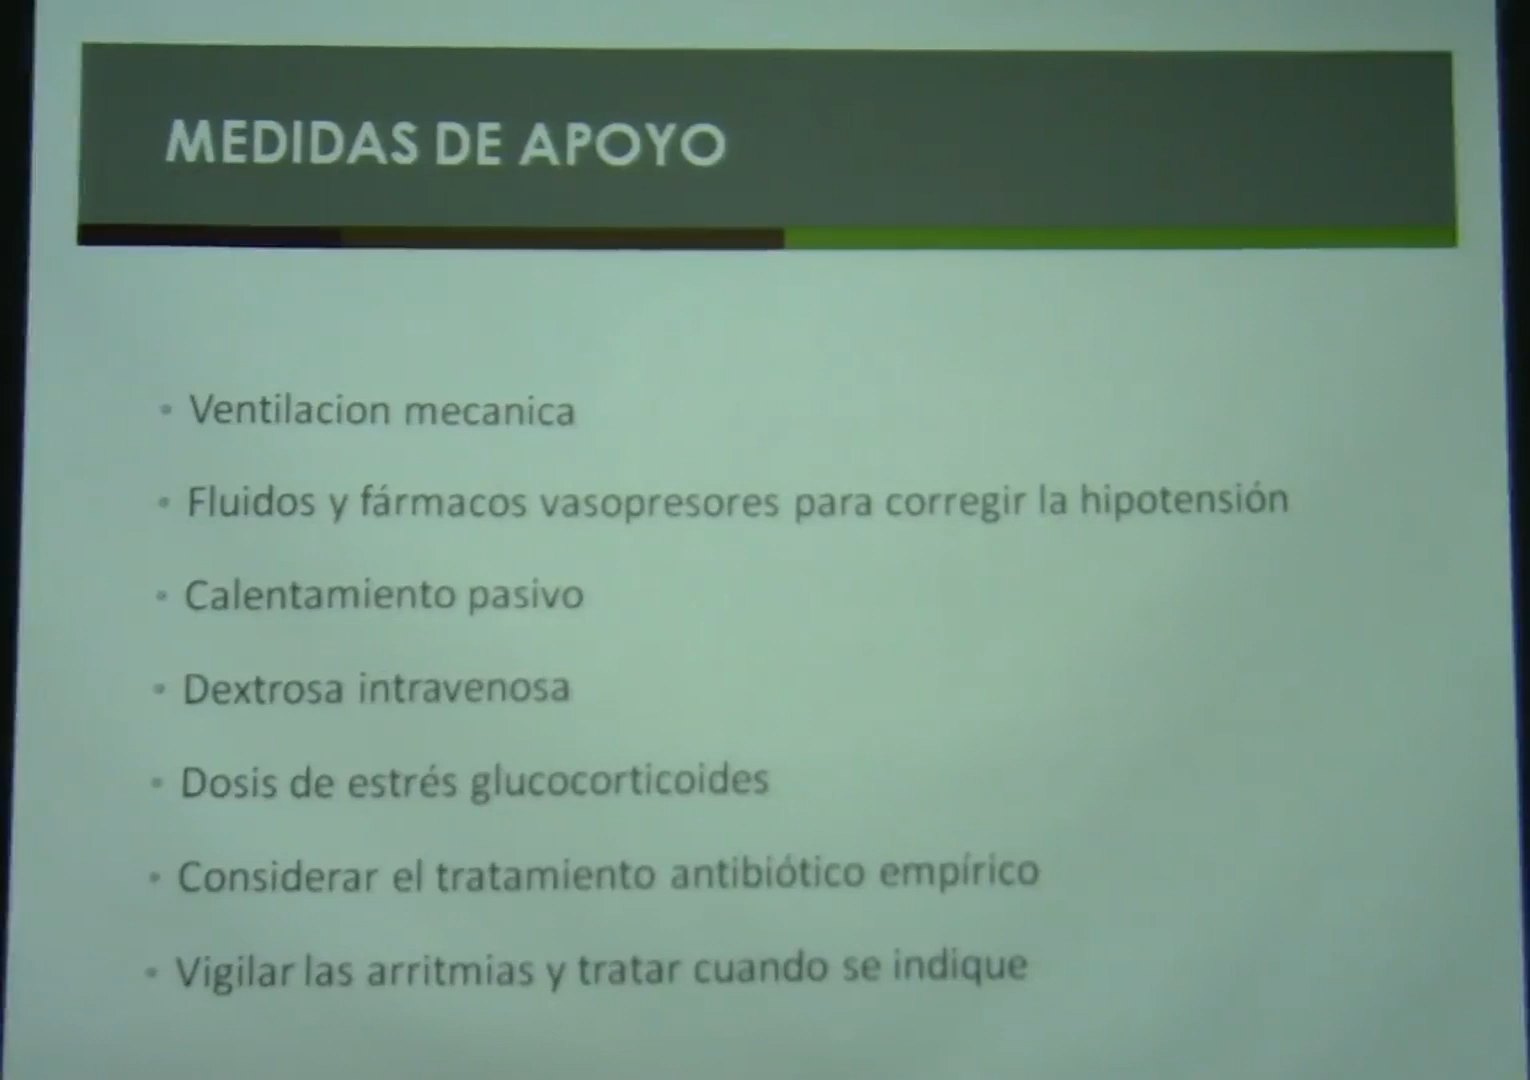 MEDIDAS DE APOYO
• Ventilacion mecanica
• Fluidos y fármacos vasopresores para corregir la hipotensión
• Calentamiento pasivo
• Dextrosa intravenosa
• Dosis de estrés glucocorticoides
• Considerar el tratamiento antibiótico empírico
• Vigilar las arritmias y tratar cuando se indique